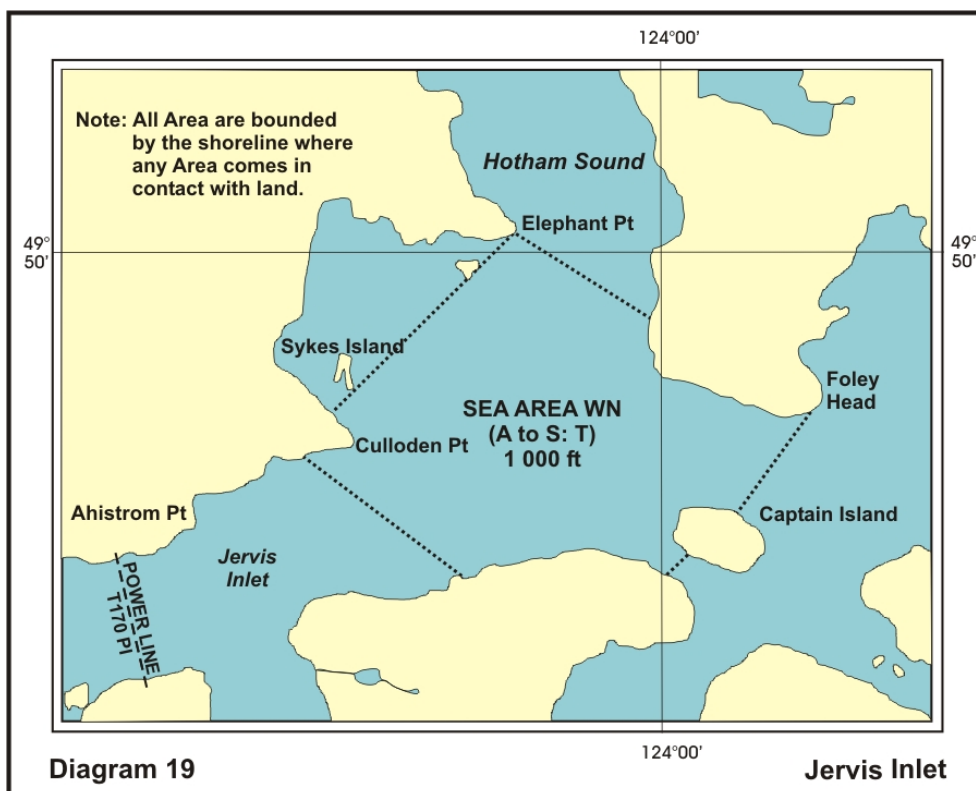 124°00'
Note: All Area are bounded
by the shoreline where
any Area comes in
contact with land.
Hotham Sound
Elephant Pt
49°
50'
49°
50'
Sykes Island
Foley
Head
SEA AREA WN
(A to S: T)
1 000 ft
Culloden Pt
Ahistrom Pt
Captain Island
Jervis
Inlet
POWER LINE
T170 PI
124°00'
Diagram 19
Jervis Inlet